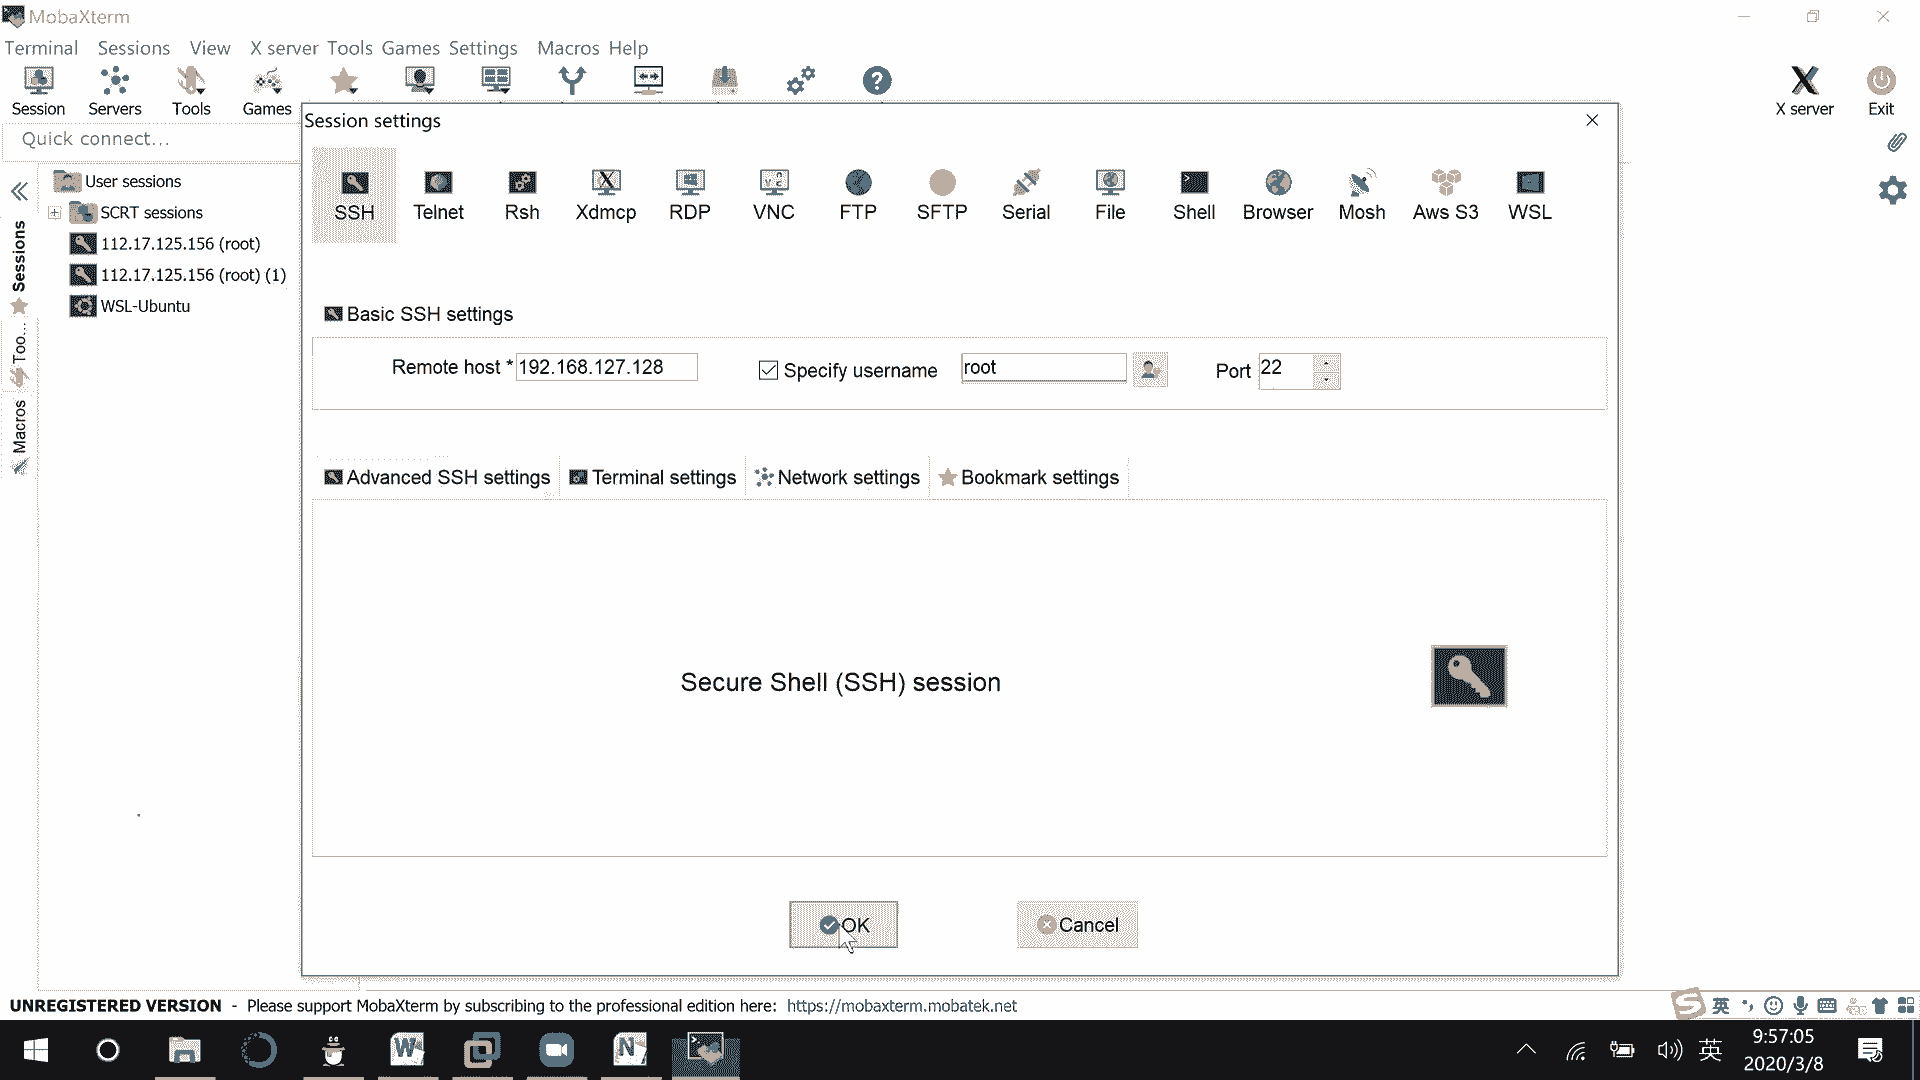 MobaXterm
Terminal Sessions View X server Tools Games Settings Macros Help
Session Servers Tools Games X server Exit
Quick connect...
Session settings
User sessions
SCRT sessions
112.17.125.156 (root)
112.17.125.156 (root) (1)
WSL-Ubuntu
Sessions
Too...
Macros
SSH Telnet Rsh Xdmcp RDP VNC FTP SFTP Serial File Shell Browser Mosh Aws S3 WSL
Basic SSH settings
Remote host * 192.168.127.128 Specify username root Port 22
Advanced SSH settings Terminal settings Network settings Bookmark settings
Secure Shell (SSH) session
OK Cancel
UNREGISTERED VERSION - Please support MobaXterm by subscribing to the professional edition here: https://mobaxterm.mobatek.net
英
英
9:57:05
2020/3/8